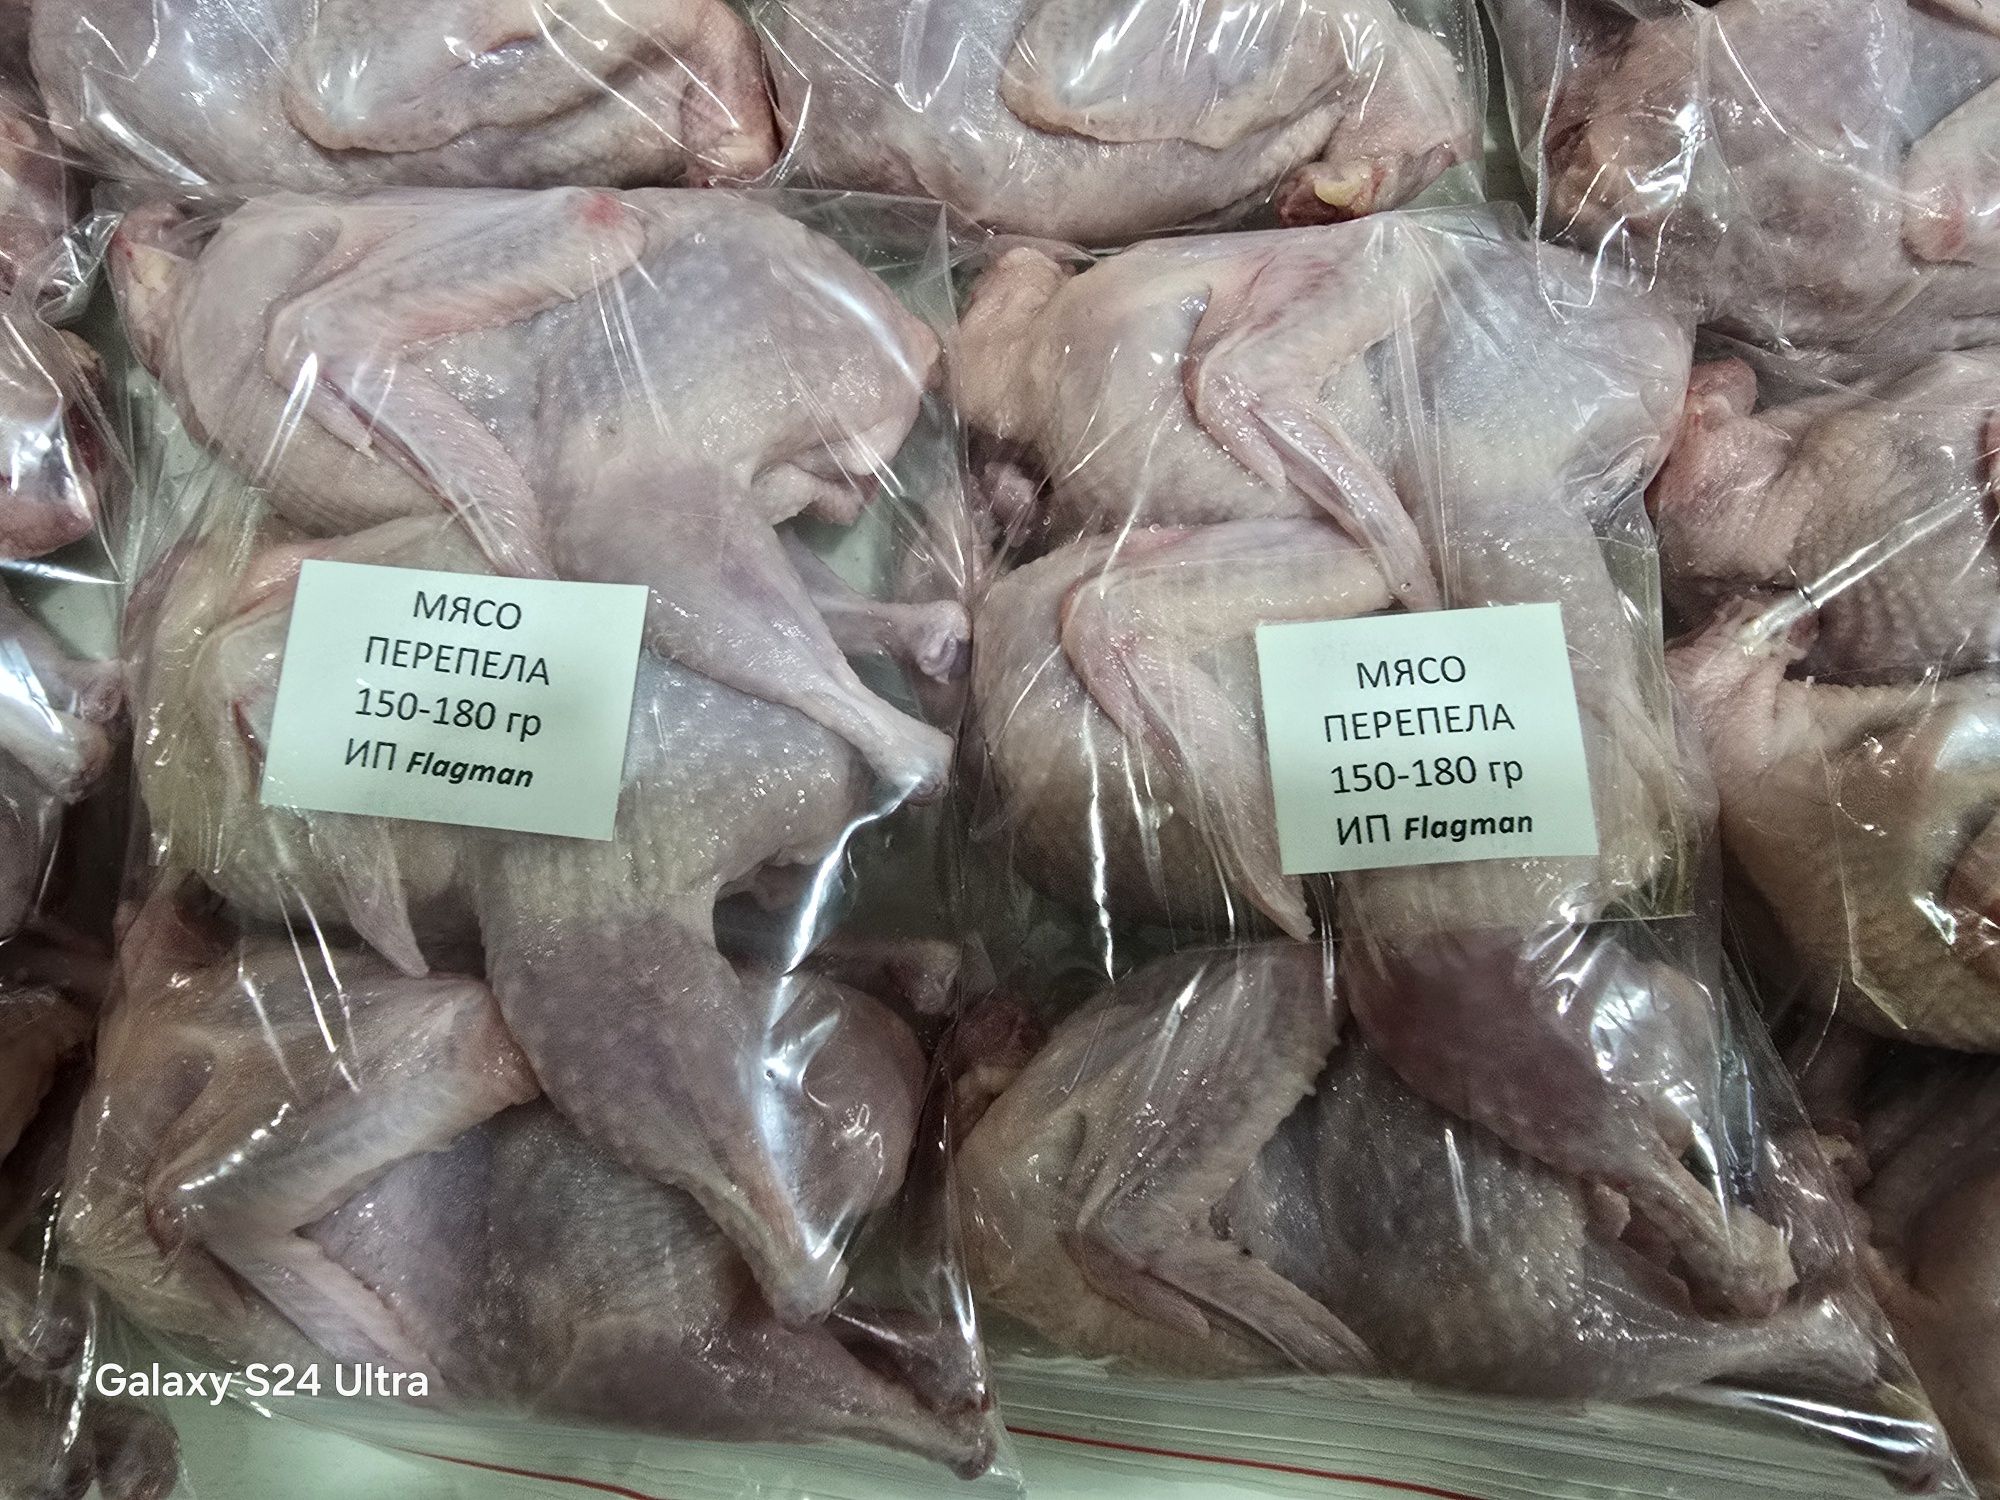 МЯСО
ПЕРЕПЕЛА
150-180 гр
ИП Flagman
МЯСО
ПЕРЕПЕЛА
150-180 гр
ИП Flagman
Galaxy S24 Ultra